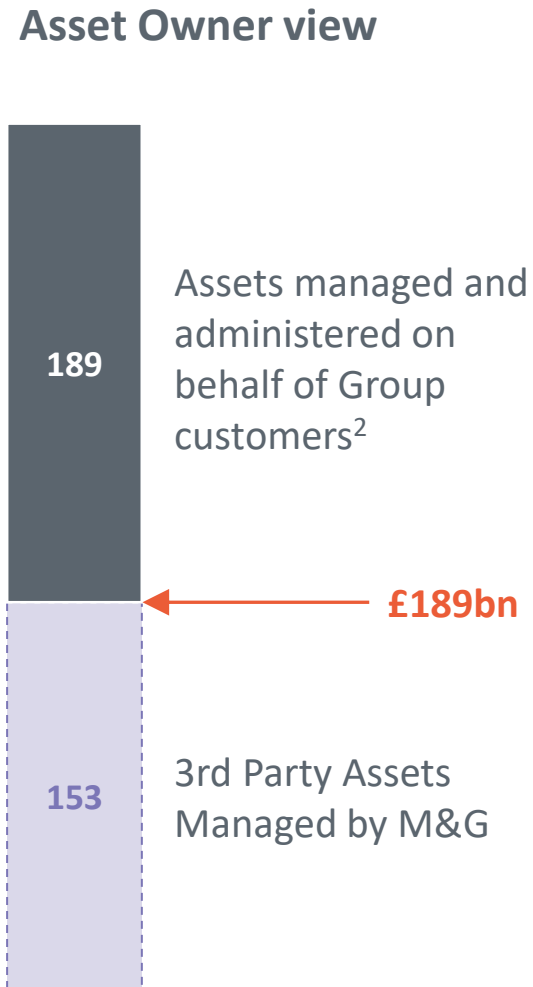 Asset Owner view
189
Assets managed and
administered on
behalf of Group
customers²
£189bn
153
3rd Party Assets
Managed by M&G